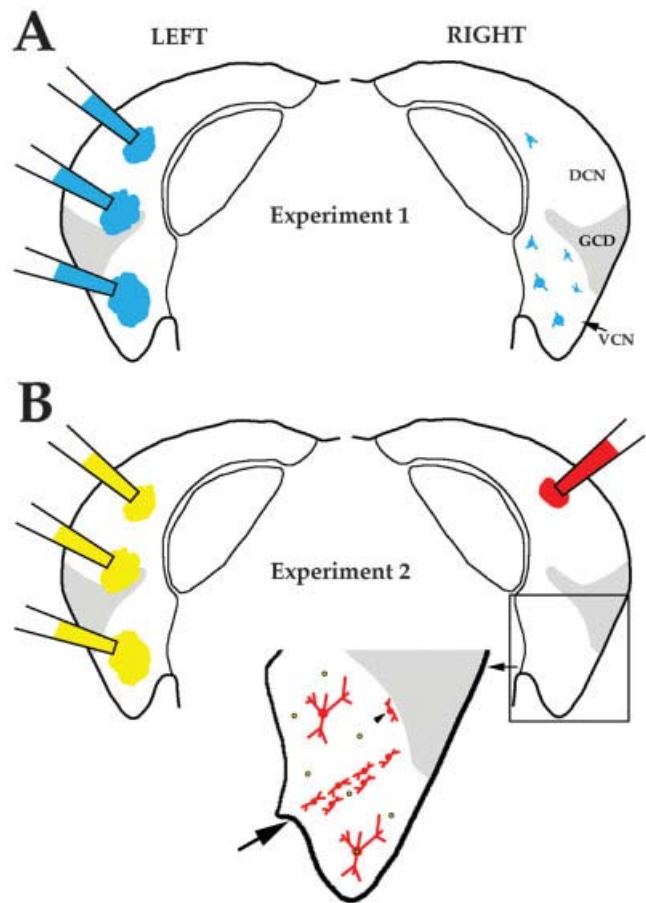 A
LEFT
RIGHT
DCN
Experiment 1
GCD
VCN
B
Experiment 2